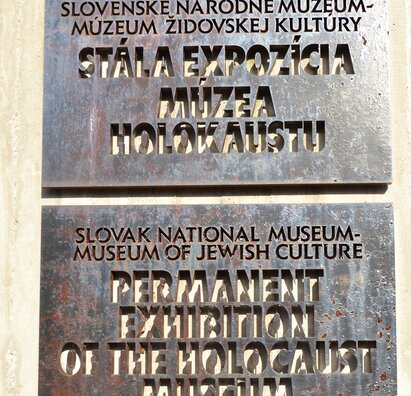 SLOVENSKÉ NÁRODNÉ MÚZEUM-
MÚZEUM ŽIDOVSKEJ KULTÚRY
STÁLA EXPOZÍCIA
MÚZEA
HOLOKAUSTU
SLOVAK NATIONAL MUSEUM-
MUSEUM OF JEWISH CULTURE
PERMANENT
EXHIBITION
OF THE HOLOCAUST
MUSEUM